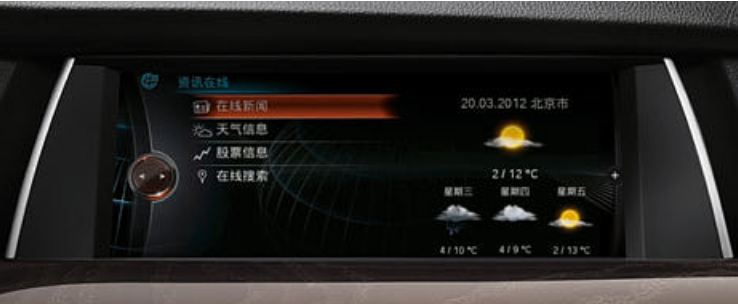 资讯在线
在线新闻
天气信息
股票信息
在线搜索
20.03.2012 北京市
2 / 12 °C
星期三 星期四 星期五
4 / 10 °C 4 / 9 °C 2 / 13 °C